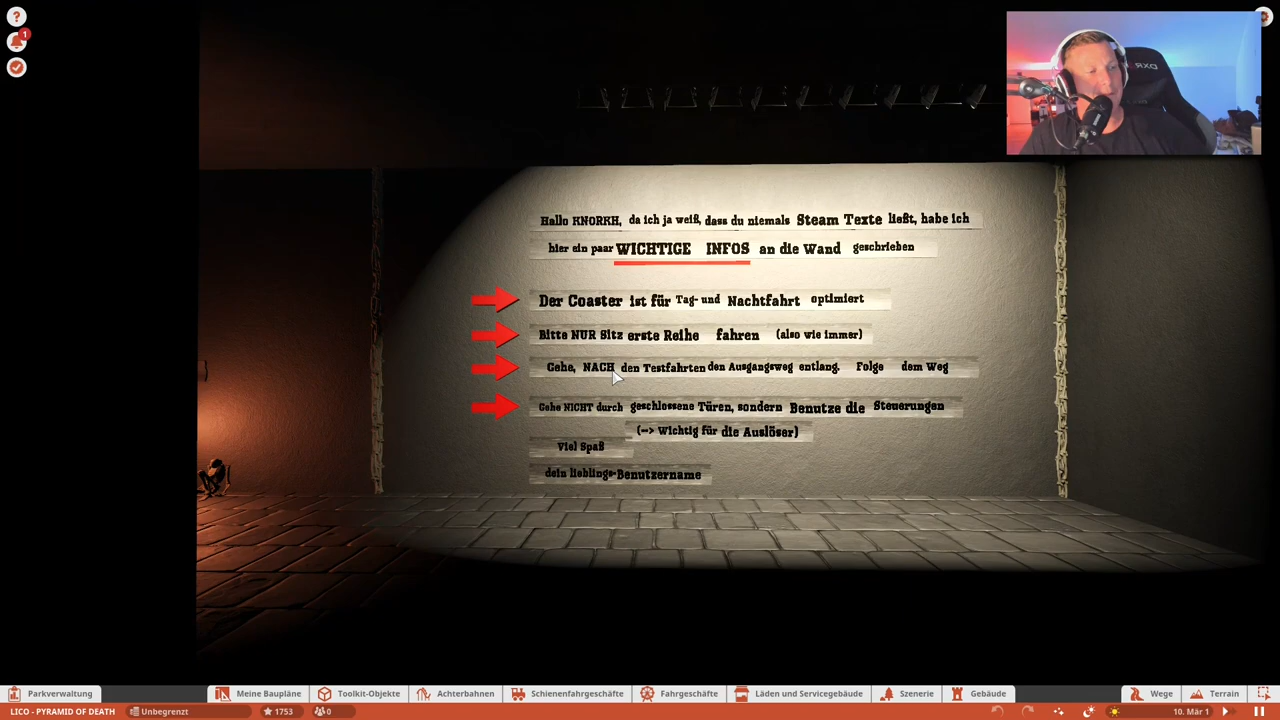 1
DXR
Hallo KNORKH, da ich ja weiß, dass du niemals Steam Texte ließt, habe ich
hier ein paar WICHTIGE INFOS an die Wand geschrieben
Der Coaster ist für Tag- und Nachtfahrt optimiert
Bitte NUR Sitz erste Reihe fahren (also wie immer)
Gehe, NACH den Testfahrten den Ausgangsweg entlang. Folge dem Weg
Gehe NICHT durch geschlossene Türen, sondern Benutze die Steuerungen
(--> Wichtig für die Auslöser)
Viel Spaß
dein lieblings-Benutzername
Parkverwaltung Meine Baupläne Toolkit-Objekte Achterbahnen Schienenfahrgeschäfte Fahrgeschäfte Läden und Servicegebäude Szenerie Gebäude Wege Terrain
LICO - PYRAMID OF DEATH Unbegrenzt 1753 0 10. Mär 1